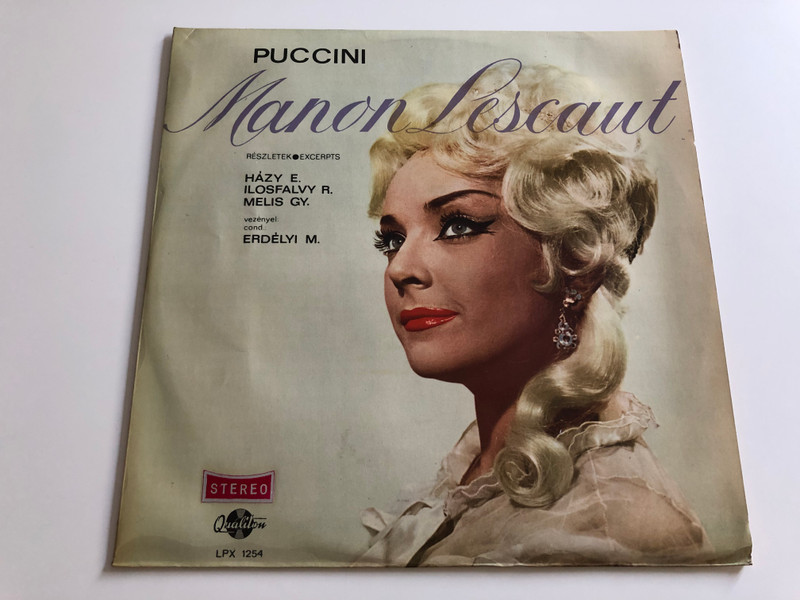 PUCCINI
Manon Lescaut
RÉSZLETEK●EXCERPTS
HÁZY E.
ILOSFALVY R.
MELIS GY.
vezényel:
cond.
ERDÉLYI M.
STEREO
Qualiton
LPX 1254